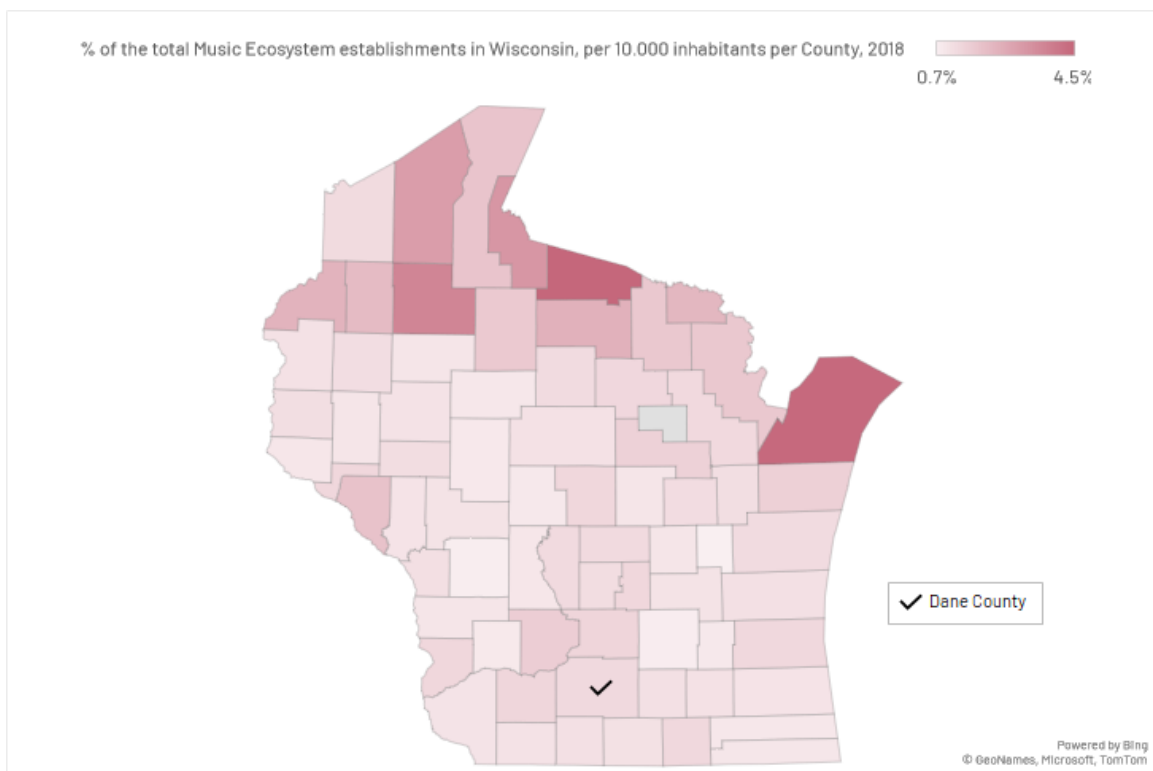 % of the total Music Ecosystem establishments in Wisconsin, per 10.000 inhabitants per County, 2018
0.7% 4.5%
Dane County
Powered by Bing
© GeoNames, Microsoft, TomTom